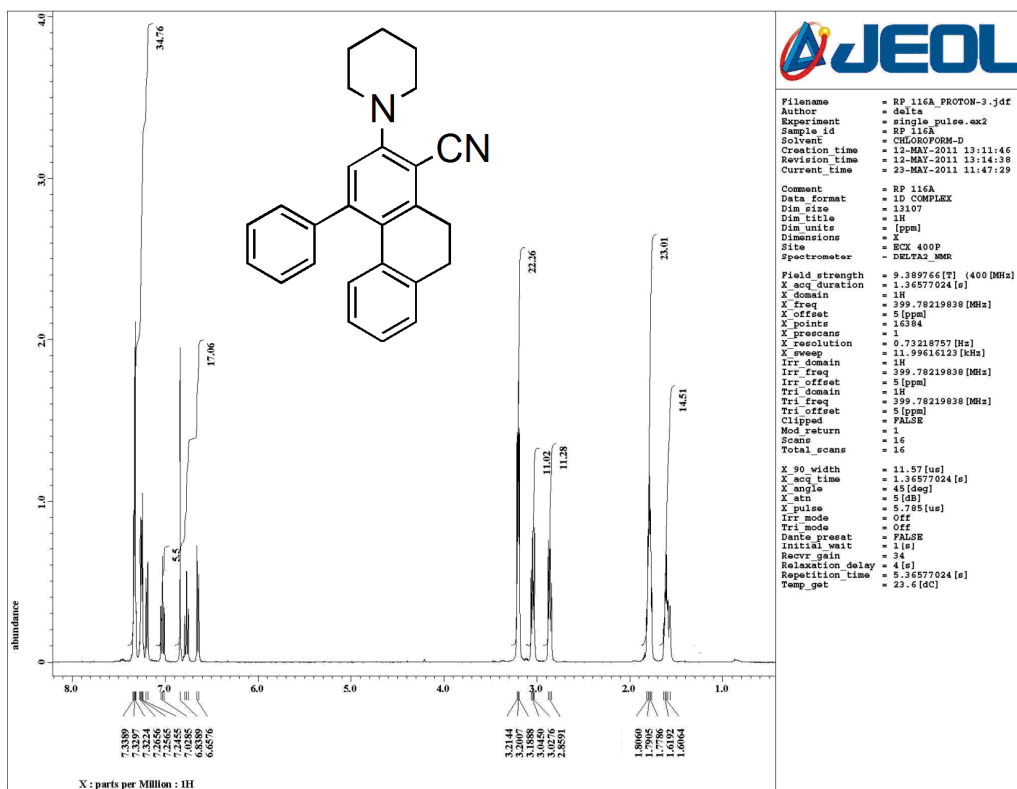 JEOL
Filename = RP_116A_PROTON-3.jdf
Author = delta
Experiment = single_pulse.ex2
Sample_id = RP 116A
Solvent = CHLOROFORM-D
Creation_time = 12-MAY-2011 13:11:46
Revision_time = 12-MAY-2011 13:14:38
Current_time = 23-MAY-2011 11:47:29
Comment = RP 116A
Data_format = 1D COMPLEX
Dim_size = 13107
Dim_title = 1H
Dim_units = [ppm]
Dimensions = X
Site = ECX 400P
Spectrometer = DELTA2_NMR
Field_strength = 9.389766[T] (400[MHz]
X_acq_duration = 1.36577024[s]
X_domain = 1H
X_freq = 399.78219838[MHz]
X_offset = 5[ppm]
X_points = 16384
X_prescans = 1
X_resolution = 0.73218757[Hz]
X_sweep = 11.99616123[kHz]
Irr_domain = 1H
Irr_freq = 399.78219838[MHz]
Irr_offset = 5[ppm]
Tri_domain = 1H
Tri_freq = 399.78219838[MHz]
Tri_offset = 5[ppm]
Clipped = FALSE
Mod_return = 1
Scans = 16
Total_scans = 16
X_90_width = 11.57[us]
X_acq_time = 1.36577024[s]
X_angle = 45[deg]
X_atn = 5[dB]
X_pulse = 5.785[us]
Irr_mode = Off
Tri_mode = Off
Dante_presat = FALSE
Initial_wait = 1[s]
Recvr_gain = 34
Relaxation_delay = 4[s]
Repetition_time = 5.36577024[s]
Temp_get = 23.6[dC]
N
CN
34.76
17.06
5.5
22.26
11.02
11.28
23.01
14.51
abundance
4.0
3.0
2.0
1.0
0
8.0 7.0 6.0 5.0 4.0 3.0 2.0 1.0
7.3389
7.3297
7.3224
7.2656
7.2565
7.2455
7.0285
6.8389
6.6576
3.2144
3.2007
3.1888
3.0450
3.0276
2.8591
1.8060
1.7905
1.7786
1.6192
1.6064
X : parts per Million : 1H